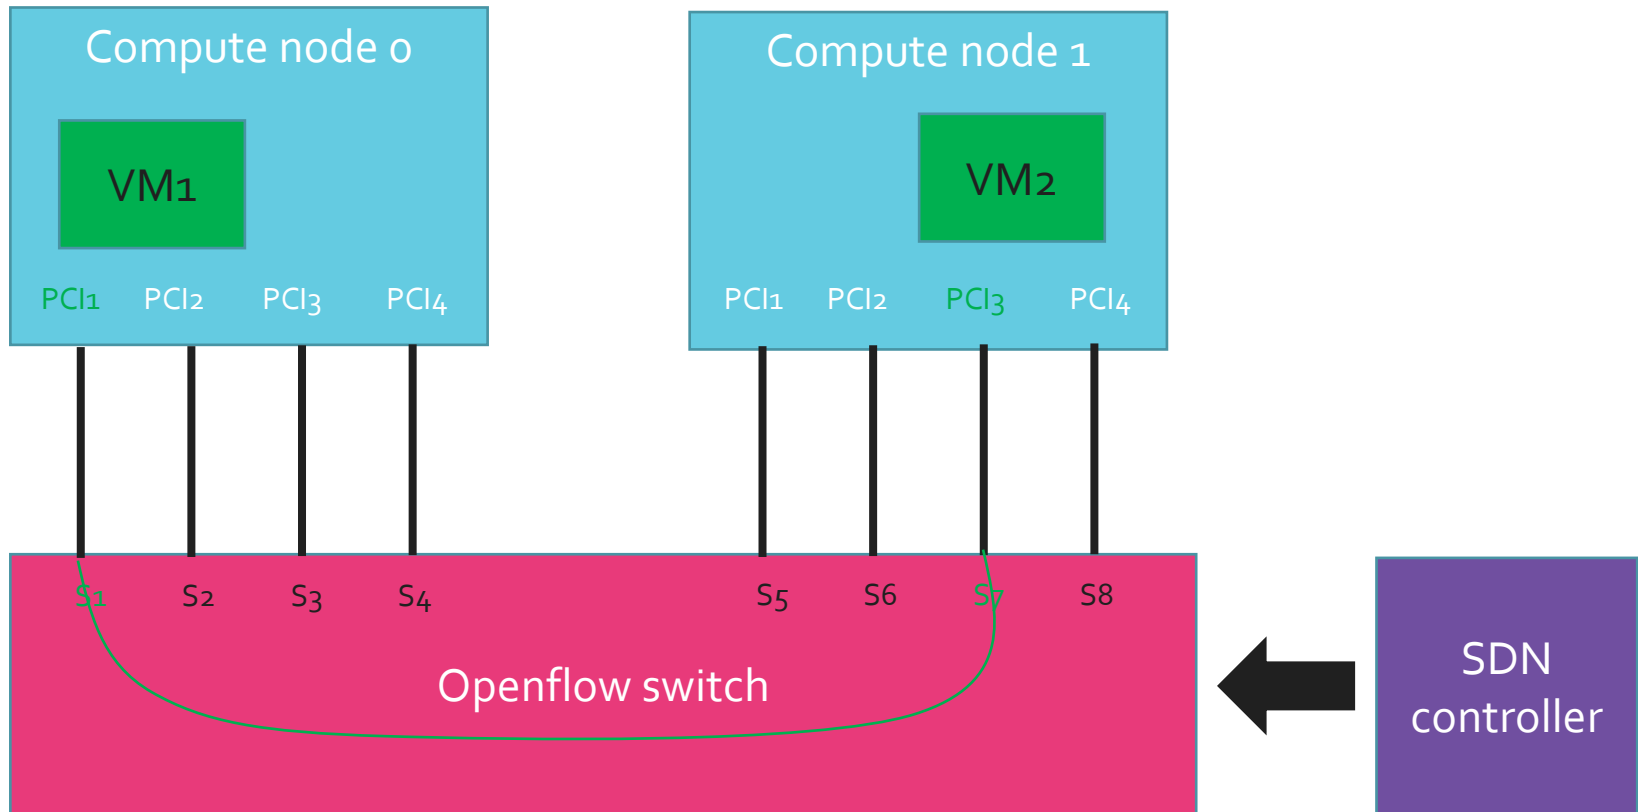 Compute node 0
Compute node 1
VM1
VM2
PCI1 PCI2 PCI3 PCI4
PCI1 PCI2 PCI3 PCI4
S1 S2 S3 S4
S5 S6 S7 S8
Openflow switch
SDN
controller